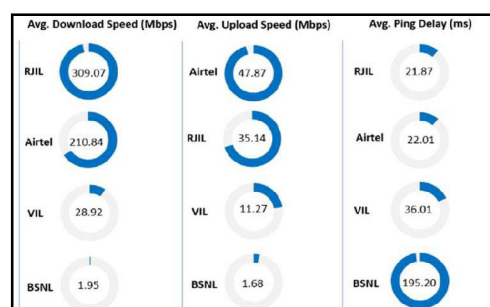 Avg. Download Speed (Mbps) Avg. Upload Speed (Mbps) Avg. Ping Delay (ms)
RJIL 309.07 Airtel 47.87 RJIL 21.87
Airtel 210.84 RJIL 35.14 Airtel 22.01
VIL 28.92 VIL 11.27 VIL 36.01
BSNL 1.95 BSNL 1.68 BSNL 195.20